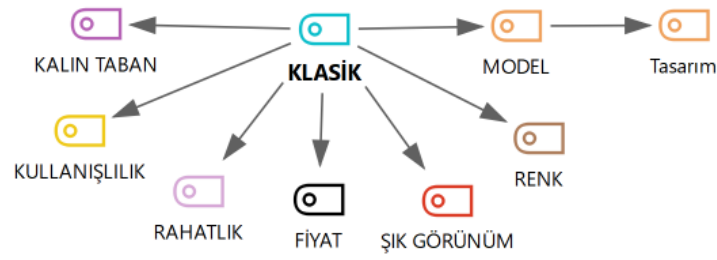 KALIN TABAN
KLASİK
MODEL
Tasarım
KULLANIŞLILIK
RENK
RAHATLIK
FİYAT
ŞIK GÖRÜNÜM